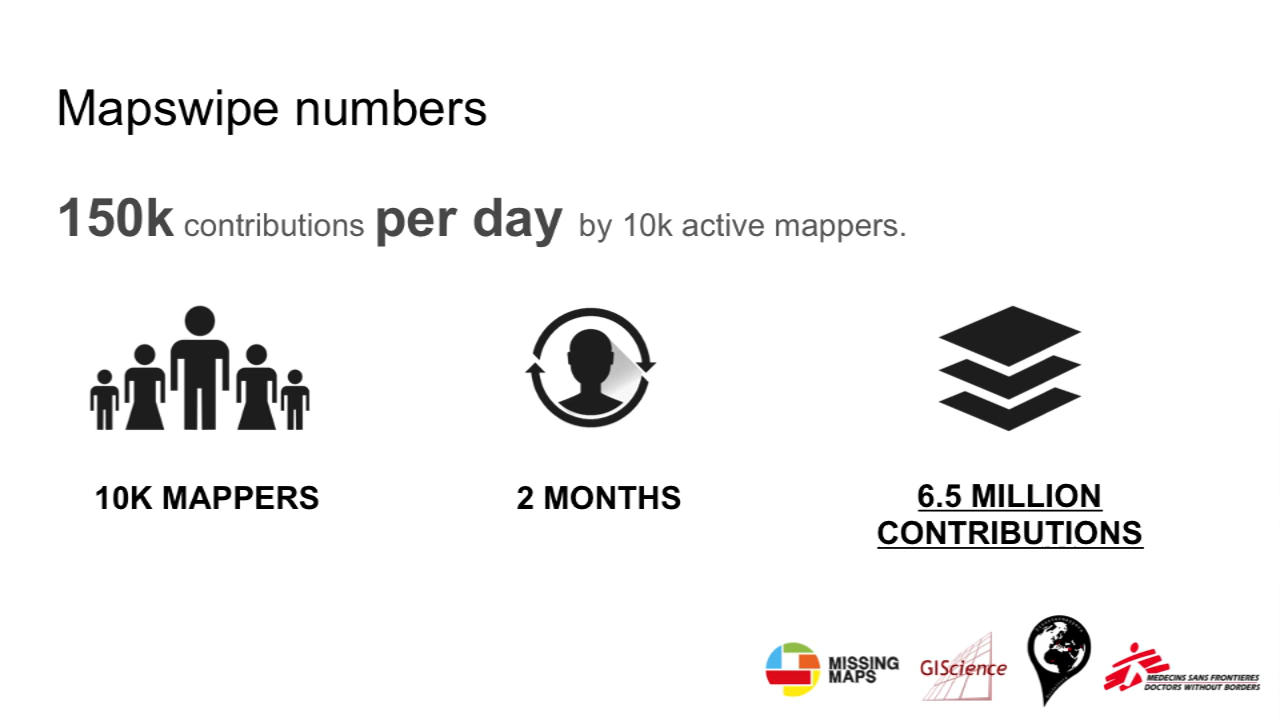 Mapswipe numbers
150k contributions per day by 10k active mappers.
10K MAPPERS
2 MONTHS
6.5 MILLION
CONTRIBUTIONS
MISSING
MAPS
GIScience
MEDECINS SANS FRONTIERES
DOCTORS WITHOUT BORDERS